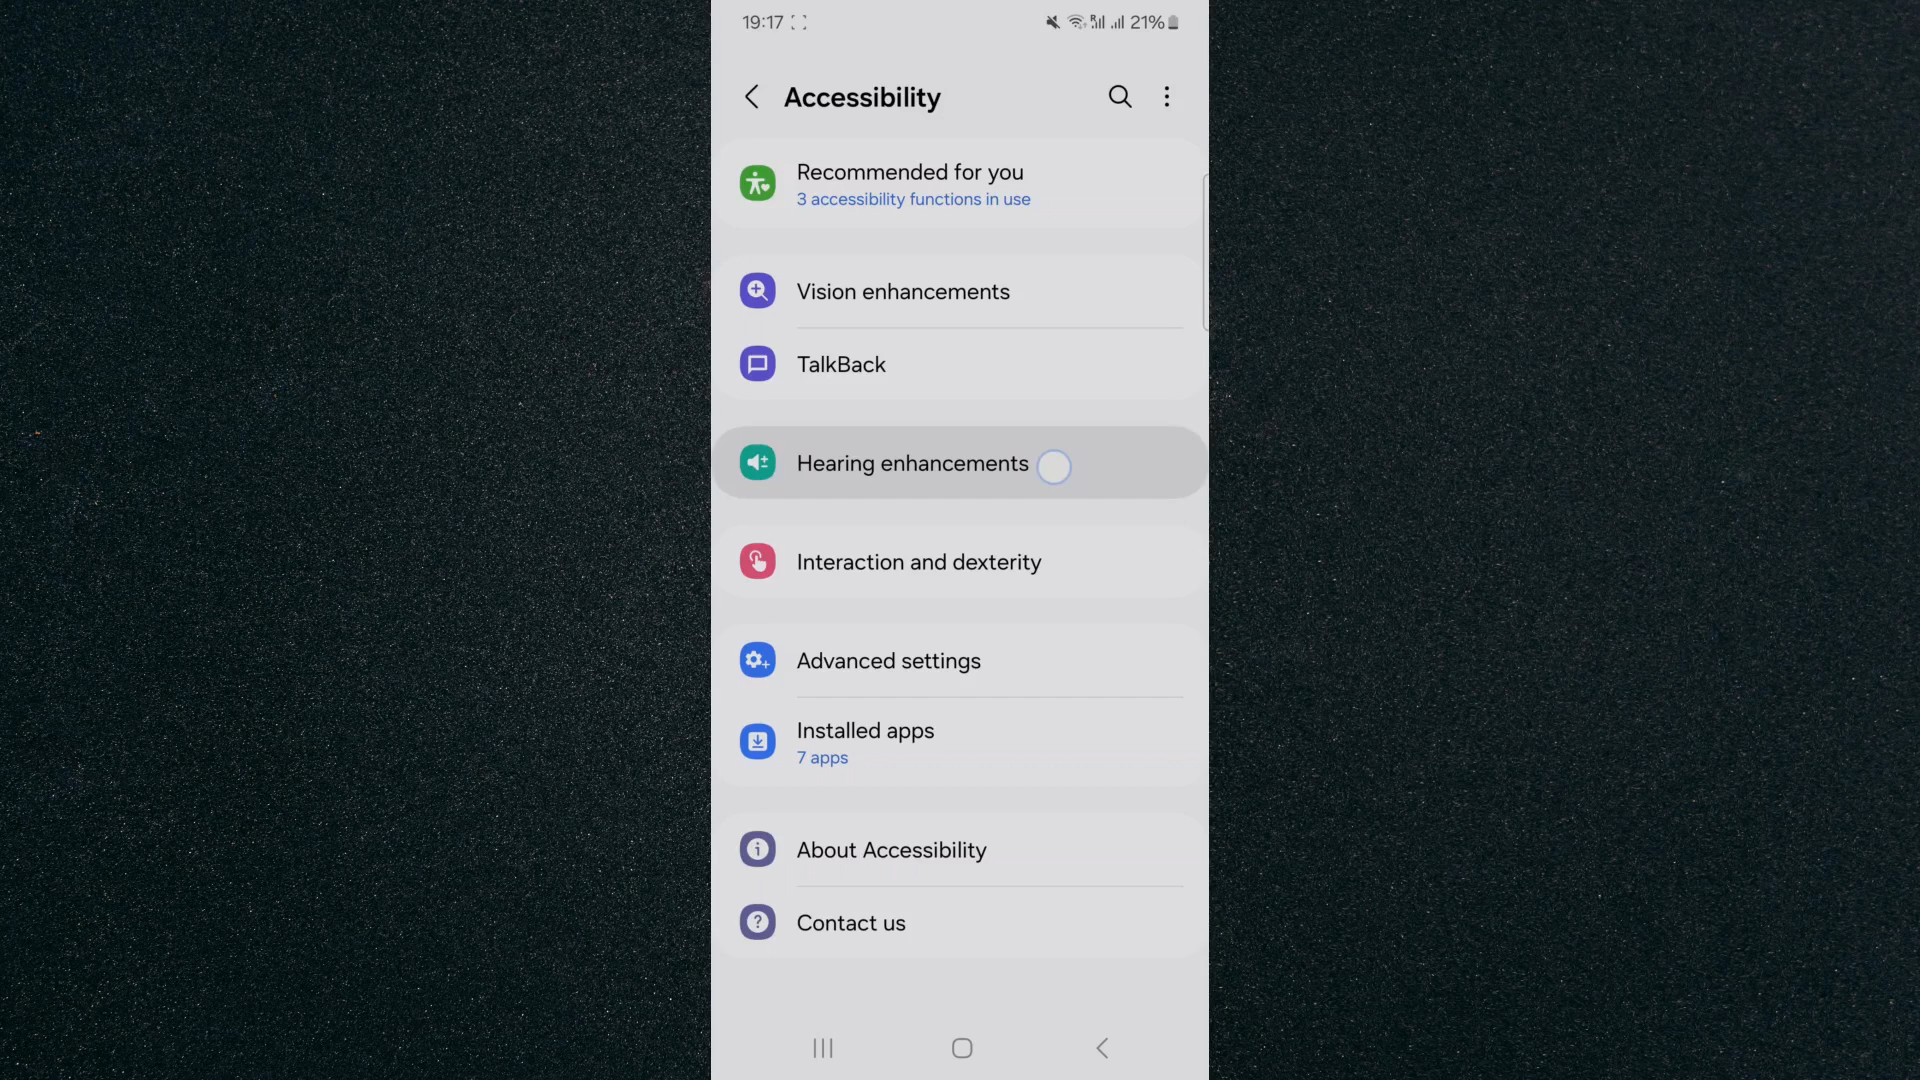 19:17
21%
Accessibility
Recommended for you
3 accessibility functions in use
Vision enhancements
TalkBack
Hearing enhancements
Interaction and dexterity
Advanced settings
Installed apps
7 apps
About Accessibility
Contact us